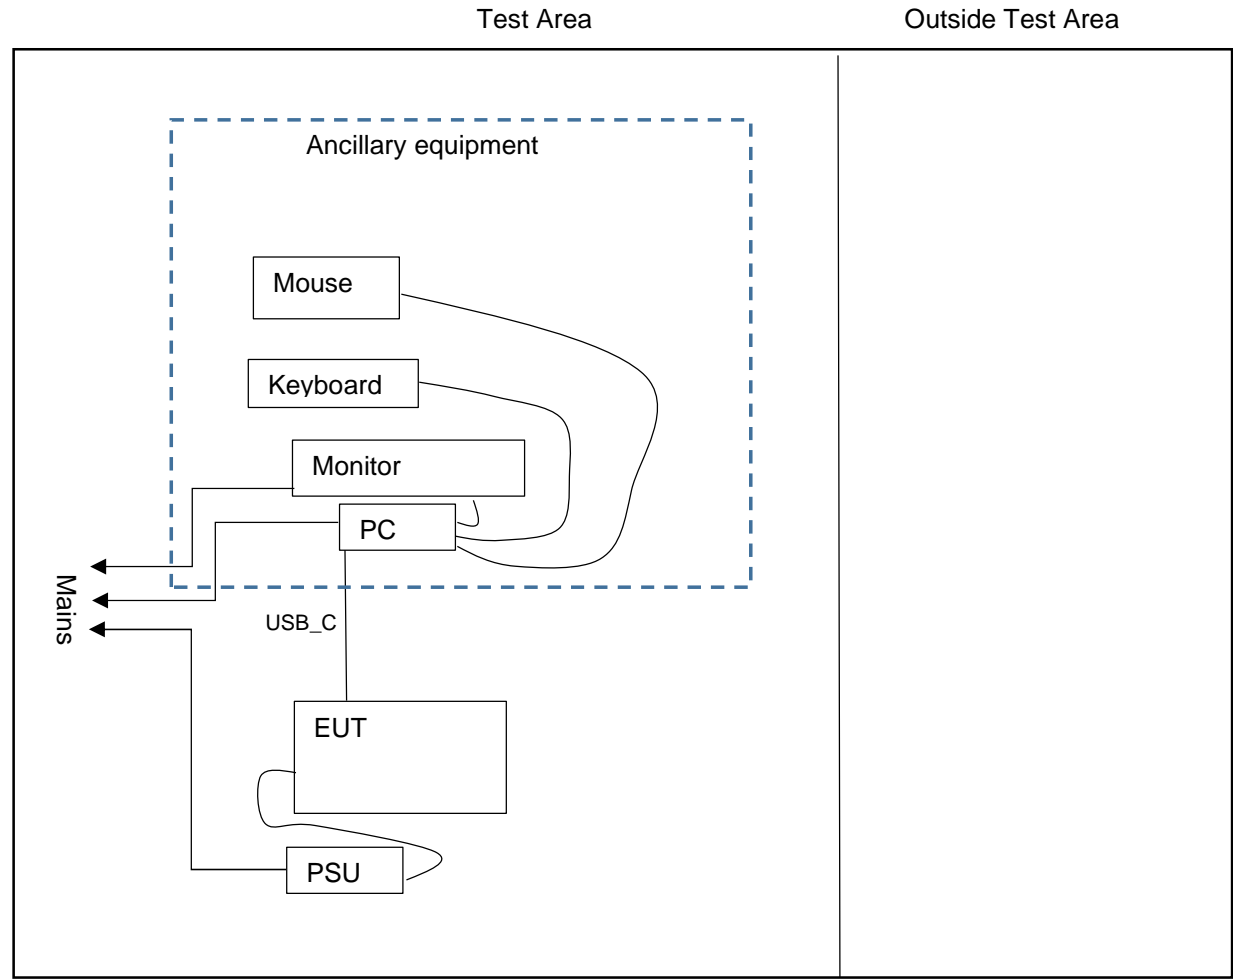 Test Area
Outside Test Area
Ancillary equipment
Mouse
Keyboard
Monitor
PC
Mains
USB_C
EUT
PSU